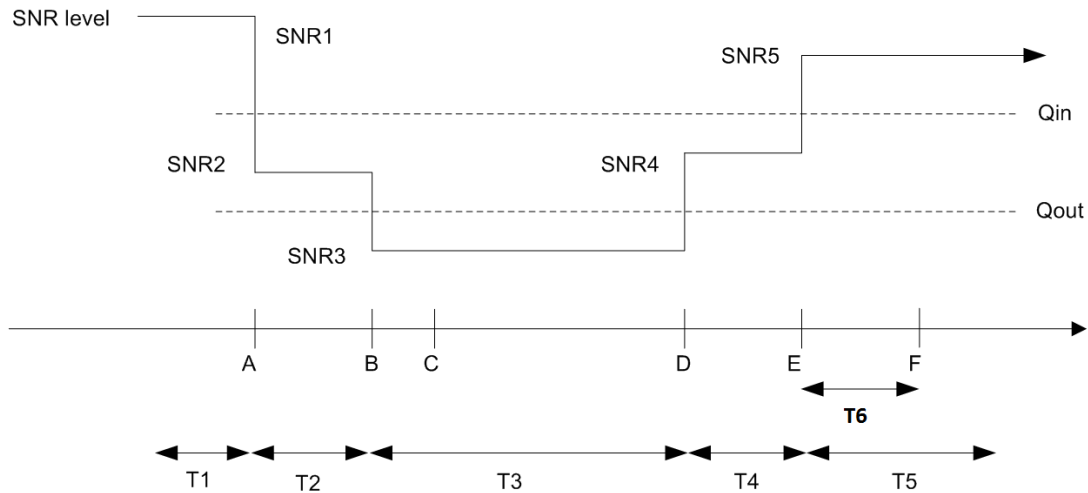 SNR level
SNR1
SNR5
Qin
SNR2
SNR4
Qout
SNR3
A B C D E F
T6
T1 T2 T3 T4 T5